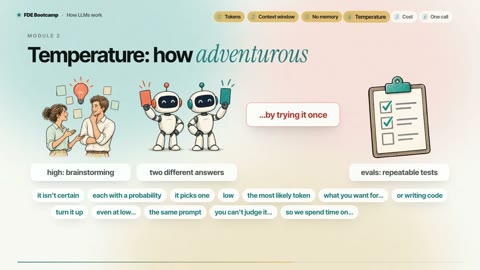 FDE Bootcamp · How LLMs work
Tokens Context window No memory Temperature Cost One call
MODULE 2
Temperature: how adventurous
...by trying it once
high: brainstorming two different answers evals: repeatable tests
it isn't certain each with a probability it picks one low the most likely token what you want for... or writing code
turn it up even at low... the same prompt you can't judge it... so we spend time on...